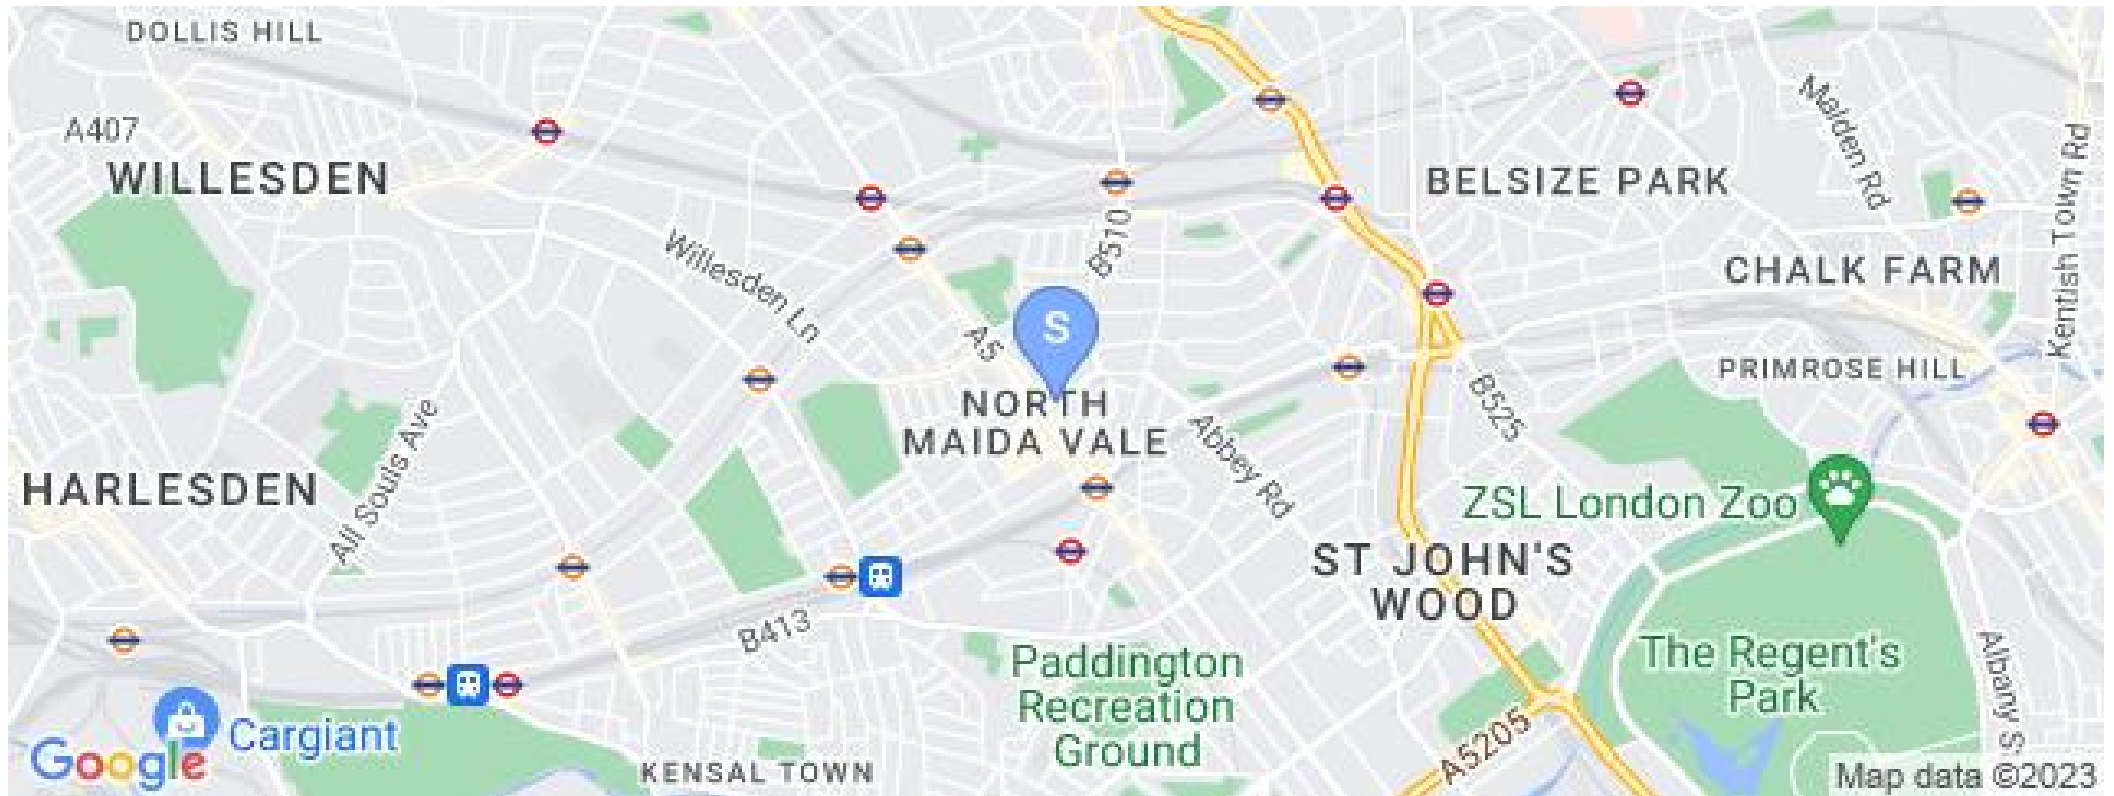 DOLLIS HILL
A407
WILLESDEN
Malden Rd
BELSIZE PARK
Kentish Town Rd
B510
Willesden Ln
CHALK FARM
S
A5
PRIMROSE HILL
NORTH
MAIDA VALE
B525
Abbey Rd
All Souls Ave
HARLESDEN
ZSL London Zoo
ST JOHN'S
WOOD
B413
The Regent's
Park
Paddington
Recreation
Ground
Albany S
Cargiant
A5205
Google
KENSAL TOWN
Map data ©2023